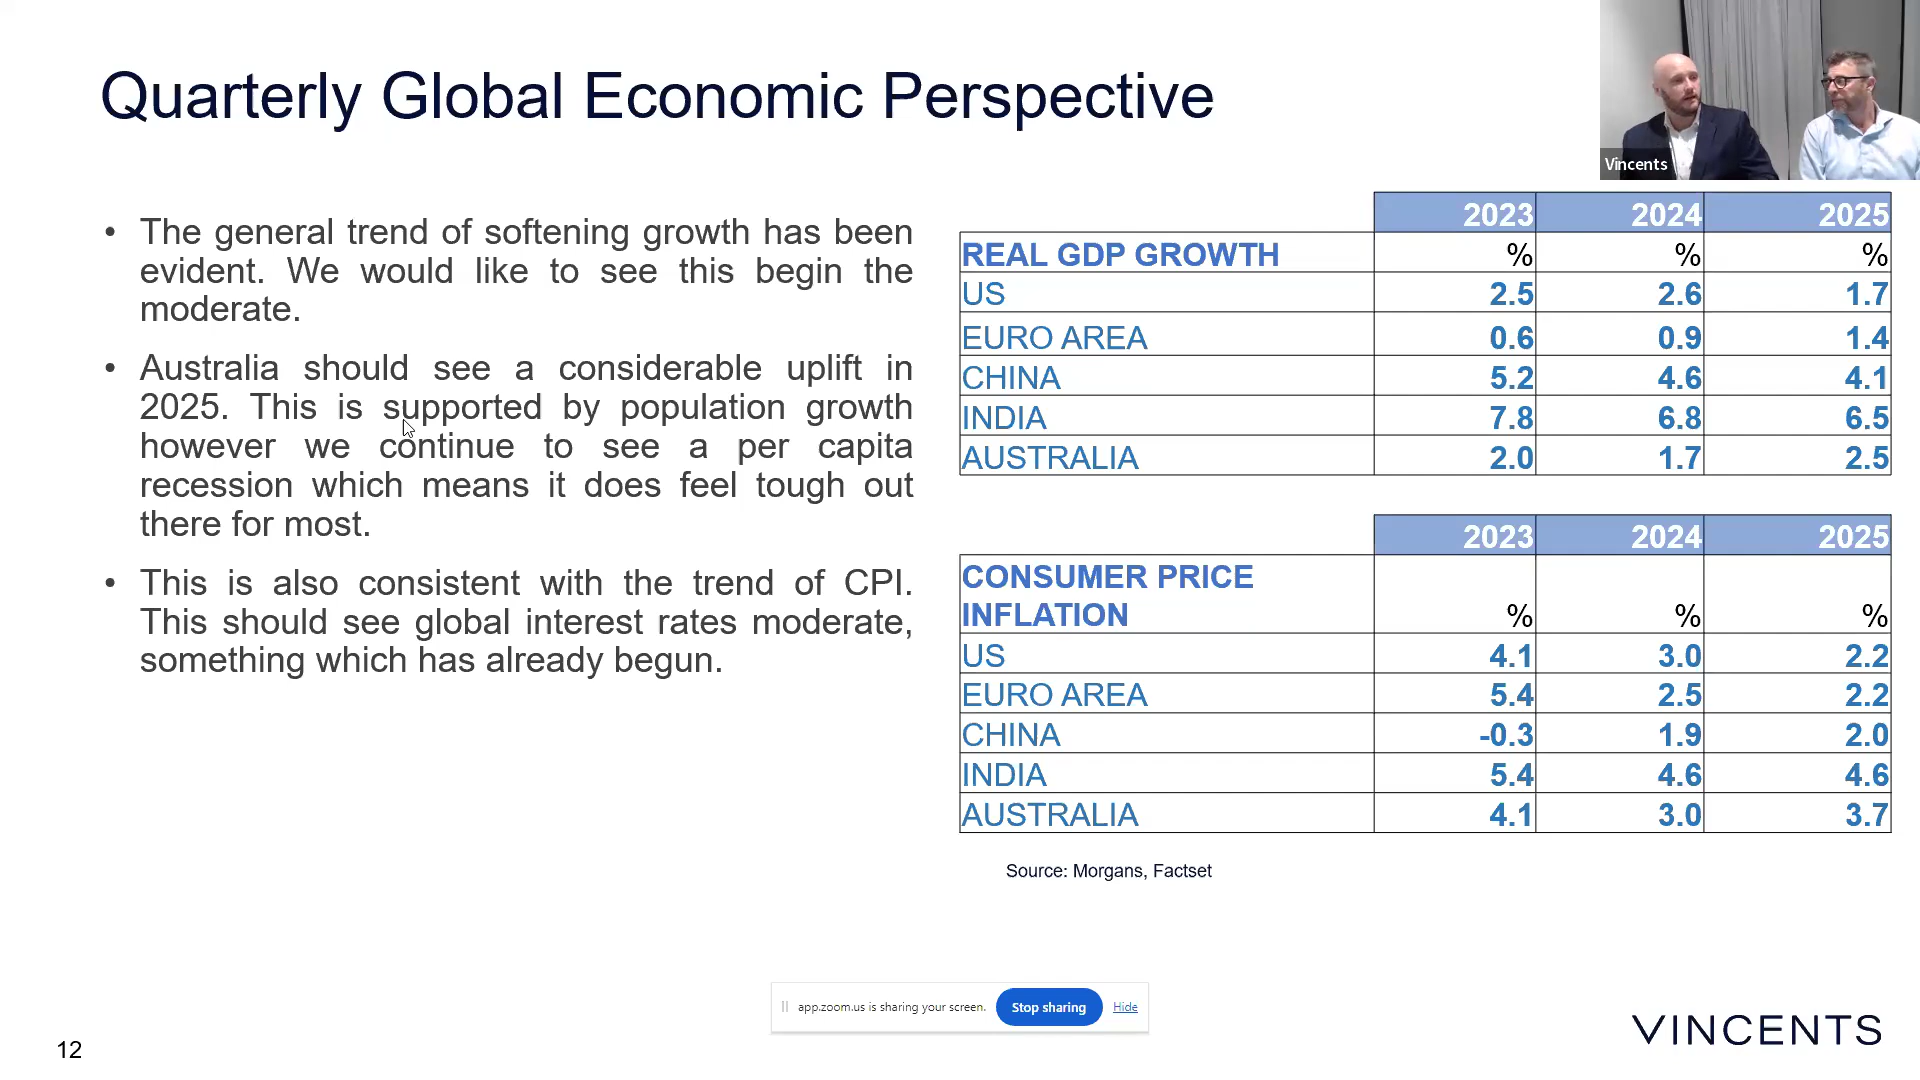 Quarterly Global Economic Perspective
Vincents
• The general trend of softening growth has been
evident. We would like to see this begin the
moderate.
• Australia should see a considerable uplift in
2025. This is supported by population growth
however we continue to see a per capita
recession which means it does feel tough out
there for most.
• This is also consistent with the trend of CPI.
This should see global interest rates moderate,
something which has already begun.
2023 2024 2025
REAL GDP GROWTH % % %
US 2.5 2.6 1.7
EURO AREA 0.6 0.9 1.4
CHINA 5.2 4.6 4.1
INDIA 7.8 6.8 6.5
AUSTRALIA 2.0 1.7 2.5
2023 2024 2025
CONSUMER PRICE
INFLATION % % %
US 4.1 3.0 2.2
EURO AREA 5.4 2.5 2.2
CHINA -0.3 1.9 2.0
INDIA 5.4 4.6 4.6
AUSTRALIA 4.1 3.0 3.7
Source: Morgans, Factset
app.zoom.us is sharing your screen. Stop sharing Hide
VINCENTS
12